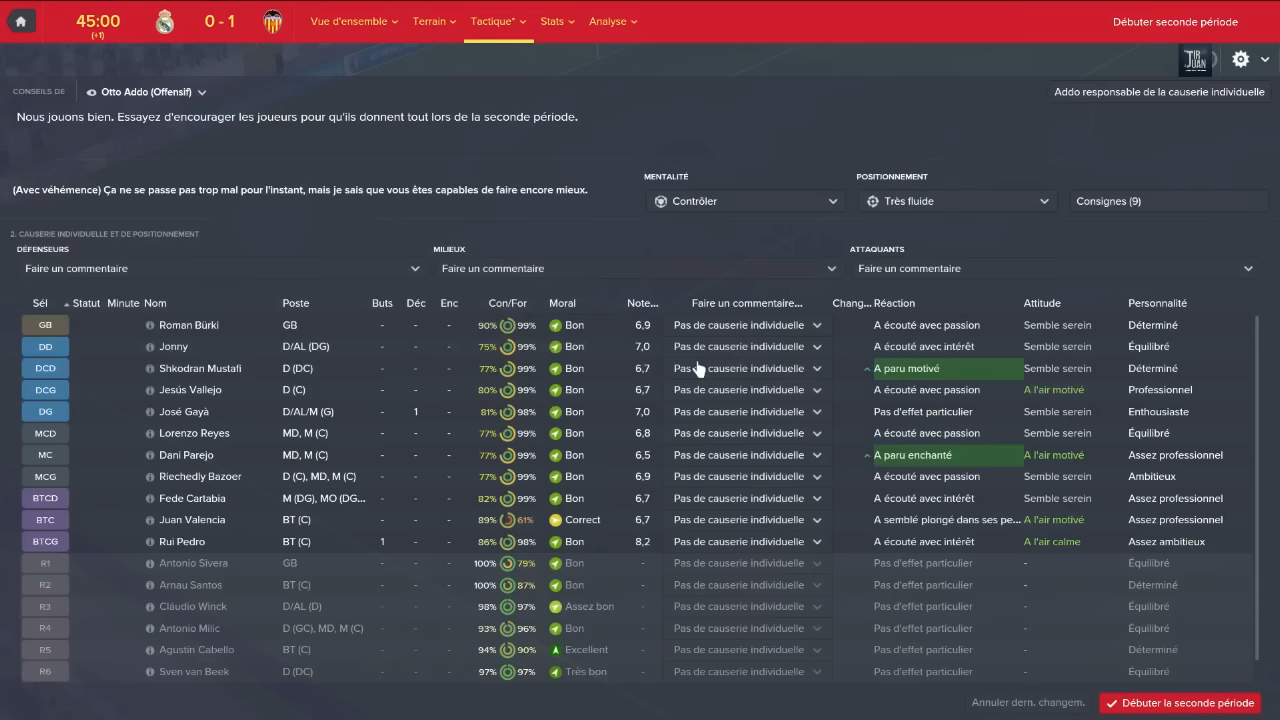 45:00 0 - 1 Vue d'ensemble Terrain Tactique* Stats Analyse Débuter seconde période
(+1)
CONSEILS DE Otto Addo (Offensif) Addo responsable de la causerie individuelle
Nous jouons bien. Essayez d'encourager les joueurs pour qu'ils donnent tout lors de la seconde période.
MENTALITÉ POSITIONNEMENT
(Avec véhémence) Ça ne se passe pas trop mal pour l'instant, mais je sais que vous êtes capables de faire encore mieux. Contrôler Très fluide Consignes (9)
2. CAUSERIE INDIVIDUELLE ET DE POSITIONNEMENT
DÉFENSEURS MILIEUX ATTAQUANTS
Faire un commentaire Faire un commentaire Faire un commentaire
Sél Statut Minute Nom Poste Buts Déc Enc Con/For Moral Note... Faire un commentaire... Chang... Réaction Attitude Personnalité
GB Roman Bürki GB - - - 90% 99% Bon 6,9 Pas de causerie individuelle A écouté avec passion Semble serein Déterminé
DD Jonny D/AL (DG) - - - 75% 99% Bon 7,0 Pas de causerie individuelle A écouté avec intérêt Semble serein Équilibré
DCD Shkodran Mustafi D (DC) - - - 77% 99% Bon 6,7 Pas de causerie individuelle A paru motivé Semble serein Déterminé
DCG Jesús Vallejo D (C) - - - 80% 99% Bon 6,7 Pas de causerie individuelle A écouté avec passion A l'air motivé Professionnel
DG José Gayà D/AL/M (G) - 1 - 81% 98% Bon 7,0 Pas de causerie individuelle Pas d'effet particulier Semble serein Enthousiaste
MCD Lorenzo Reyes MD, M (C) - - - 77% 99% Bon 6,8 Pas de causerie individuelle A écouté avec passion Semble serein Équilibré
MC Dani Parejo MD, M (C) - - - 77% 99% Bon 6,5 Pas de causerie individuelle A paru enchanté A l'air motivé Assez professionnel
MCG Riechedly Bazoer D (C), MD, M (C) - - - 77% 99% Bon 6,9 Pas de causerie individuelle A écouté avec passion Semble serein Ambitieux
BTCD Fede Cartabia M (DG), MO (DG... - - - 82% 99% Bon 6,7 Pas de causerie individuelle A écouté avec intérêt Semble serein Assez professionnel
BTC Juan Valencia BT (C) - - - 89% 61% Correct 6,7 Pas de causerie individuelle A semblé plongé dans ses pe... A l'air motivé Assez professionnel
BTCG Rui Pedro BT (C) 1 - - 86% 98% Bon 8,2 Pas de causerie individuelle A écouté avec intérêt A l'air calme Assez ambitieux
R1 Antonio Sivera GB 100% 79% Bon - Pas de causerie individuelle Pas d'effet particulier - Équilibré
R2 Arnau Santos BT (C) 100% 87% Bon - Pas de causerie individuelle Pas d'effet particulier - Déterminé
R3 Cláudio Winck D/AL (D) 98% 97% Assez bon - Pas de causerie individuelle Pas d'effet particulier - Équilibré
R4 Antonio Milic D (GC), MD, M (C) 93% 96% Bon - Pas de causerie individuelle Pas d'effet particulier - Équilibré
R5 Agustín Cabello BT (C) 94% 90% Excellent - Pas de causerie individuelle Pas d'effet particulier - Déterminé
R6 Sven van Beek D (DC) 97% 97% Très bon - Pas de causerie individuelle Pas d'effet particulier - Équilibré
Annuler dern. changem. Débuter la seconde période